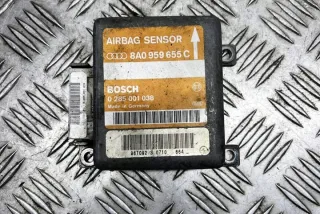 AIRBAG SENSOR
8A0 959 655 C
BOSCH
0 285 001 038
Made in Germany